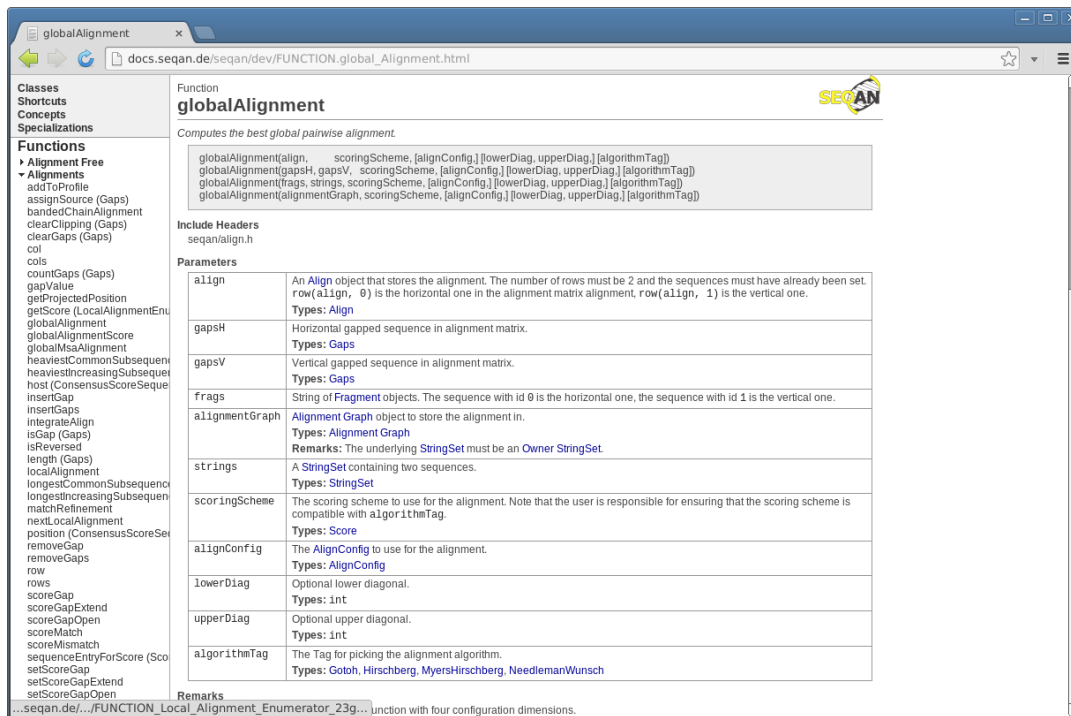 globalAlignment
docs.seqan.de/seqan/dev/FUNCTION.global_Alignment.html
Classes
Shortcuts
Concepts
Specializations
Functions
Alignment Free
Alignments
addToProfile
assignSource (Gaps)
bandedChainAlignment
clearClipping (Gaps)
clearGaps (Gaps)
col
cols
countGaps (Gaps)
gapValue
getProjectedPosition
getScore (LocalAlignmentEnu
globalAlignment
globalAlignmentScore
globalMsaAlignment
heaviestCommonSubsequen
heaviestIncreasingSubseque
host (ConsensusScoreSeque
insertGap
insertGaps
integrateAlign
isGap (Gaps)
isReversed
length (Gaps)
localAlignment
longestCommonSubsequence
longestIncreasingSubsequen
matchRefinement
nextLocalAlignment
position (ConsensusScoreSe
removeGap
removeGaps
row
rows
scoreGap
scoreGapExtend
scoreGapOpen
scoreMatch
scoreMismatch
sequenceEntryForScore (Sco
setScoreGap
setScoreGapExtend
setScoreGapOpen
...seqan.de/.../FUNCTION_Local_Alignment_Enumerator_23g...
Function
globalAlignment
SEQAN
Computes the best global pairwise alignment.
globalAlignment(align, scoringScheme, [alignConfig,] [lowerDiag, upperDiag,] [algorithmTag])
globalAlignment(gapsH, gapsV, scoringScheme, [alignConfig,] [lowerDiag, upperDiag,] [algorithmTag])
globalAlignment(frags, strings, scoringScheme, [alignConfig,] [lowerDiag, upperDiag,] [algorithmTag])
globalAlignment(alignmentGraph, scoringScheme, [alignConfig,] [lowerDiag, upperDiag,] [algorithmTag])
Include Headers
seqan/align.h
Parameters
align An Align object that stores the alignment. The number of rows must be 2 and the sequences must have already been set.
row(align, 0) is the horizontal one in the alignment matrix alignment, row(align, 1) is the vertical one.
Types: Align
gapsH Horizontal gapped sequence in alignment matrix.
Types: Gaps
gapsV Vertical gapped sequence in alignment matrix.
Types: Gaps
frags String of Fragment objects. The sequence with id 0 is the horizontal one, the sequence with id 1 is the vertical one.
alignmentGraph Alignment Graph object to store the alignment in.
Types: Alignment Graph
Remarks: The underlying StringSet must be an Owner StringSet.
strings A StringSet containing two sequences.
Types: StringSet
scoringScheme The scoring scheme to use for the alignment. Note that the user is responsible for ensuring that the scoring scheme is
compatible with algorithmTag.
Types: Score
alignConfig The AlignConfig to use for the alignment.
Types: AlignConfig
lowerDiag Optional lower diagonal.
Types: int
upperDiag Optional upper diagonal.
Types: int
algorithmTag The Tag for picking the alignment algorithm.
Types: Gotoh, Hirschberg, MyersHirschberg, NeedlemanWunsch
Remarks
unction with four configuration dimensions.